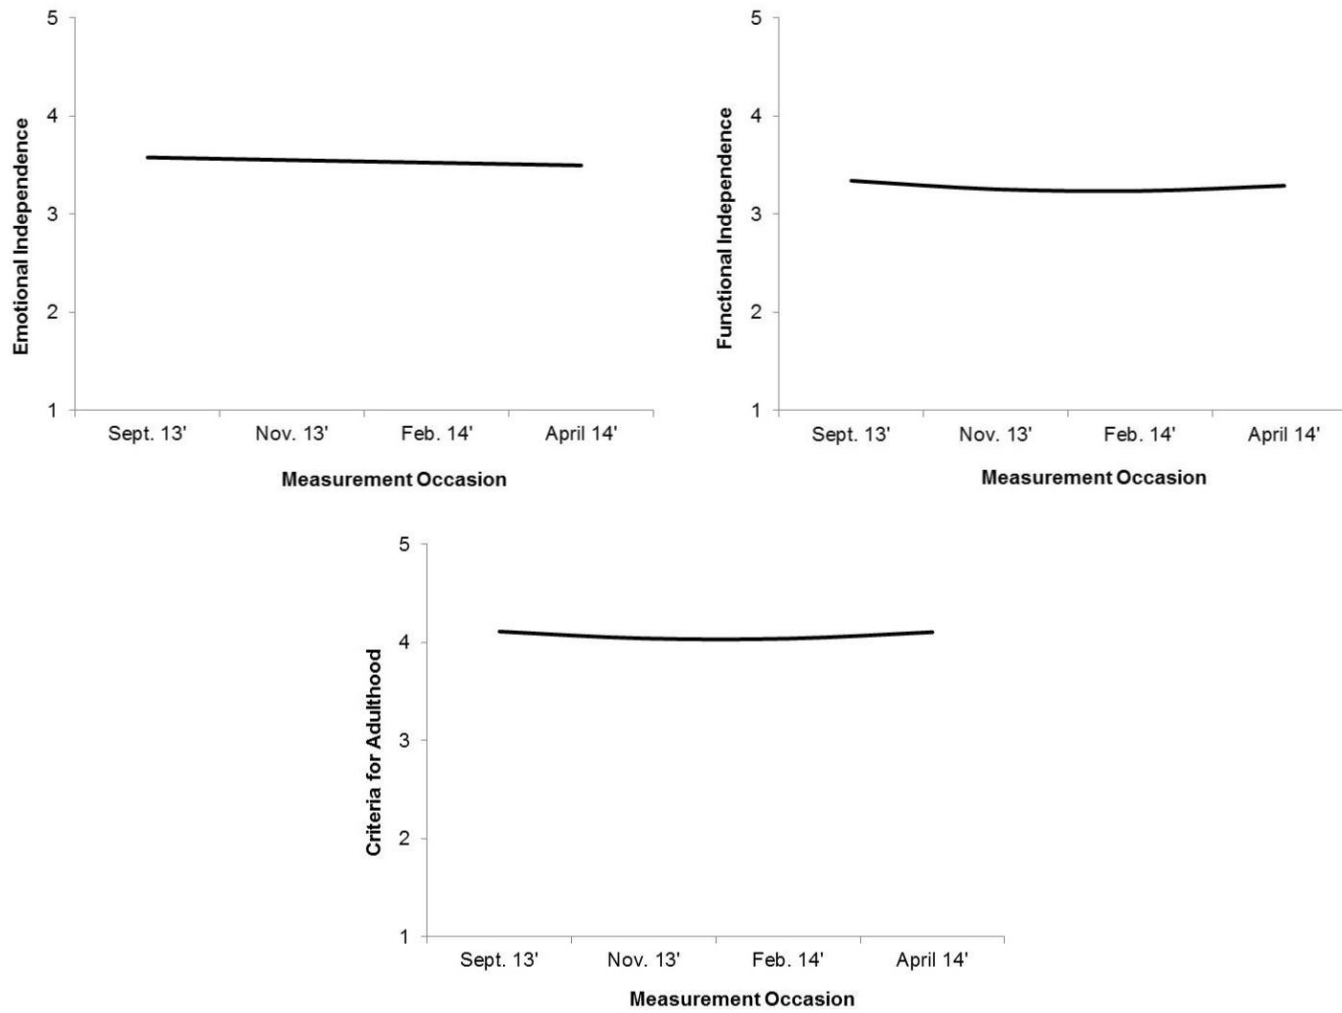 5
4
3
2
1
Emotional Independence
Sept. 13' Nov. 13' Feb. 14' April 14'
Measurement Occasion
5
4
3
2
1
Functional Independence
Sept. 13' Nov. 13' Feb. 14' April 14'
Measurement Occasion
5
4
3
2
1
Criteria for Adulthood
Sept. 13' Nov. 13' Feb. 14' April 14'
Measurement Occasion